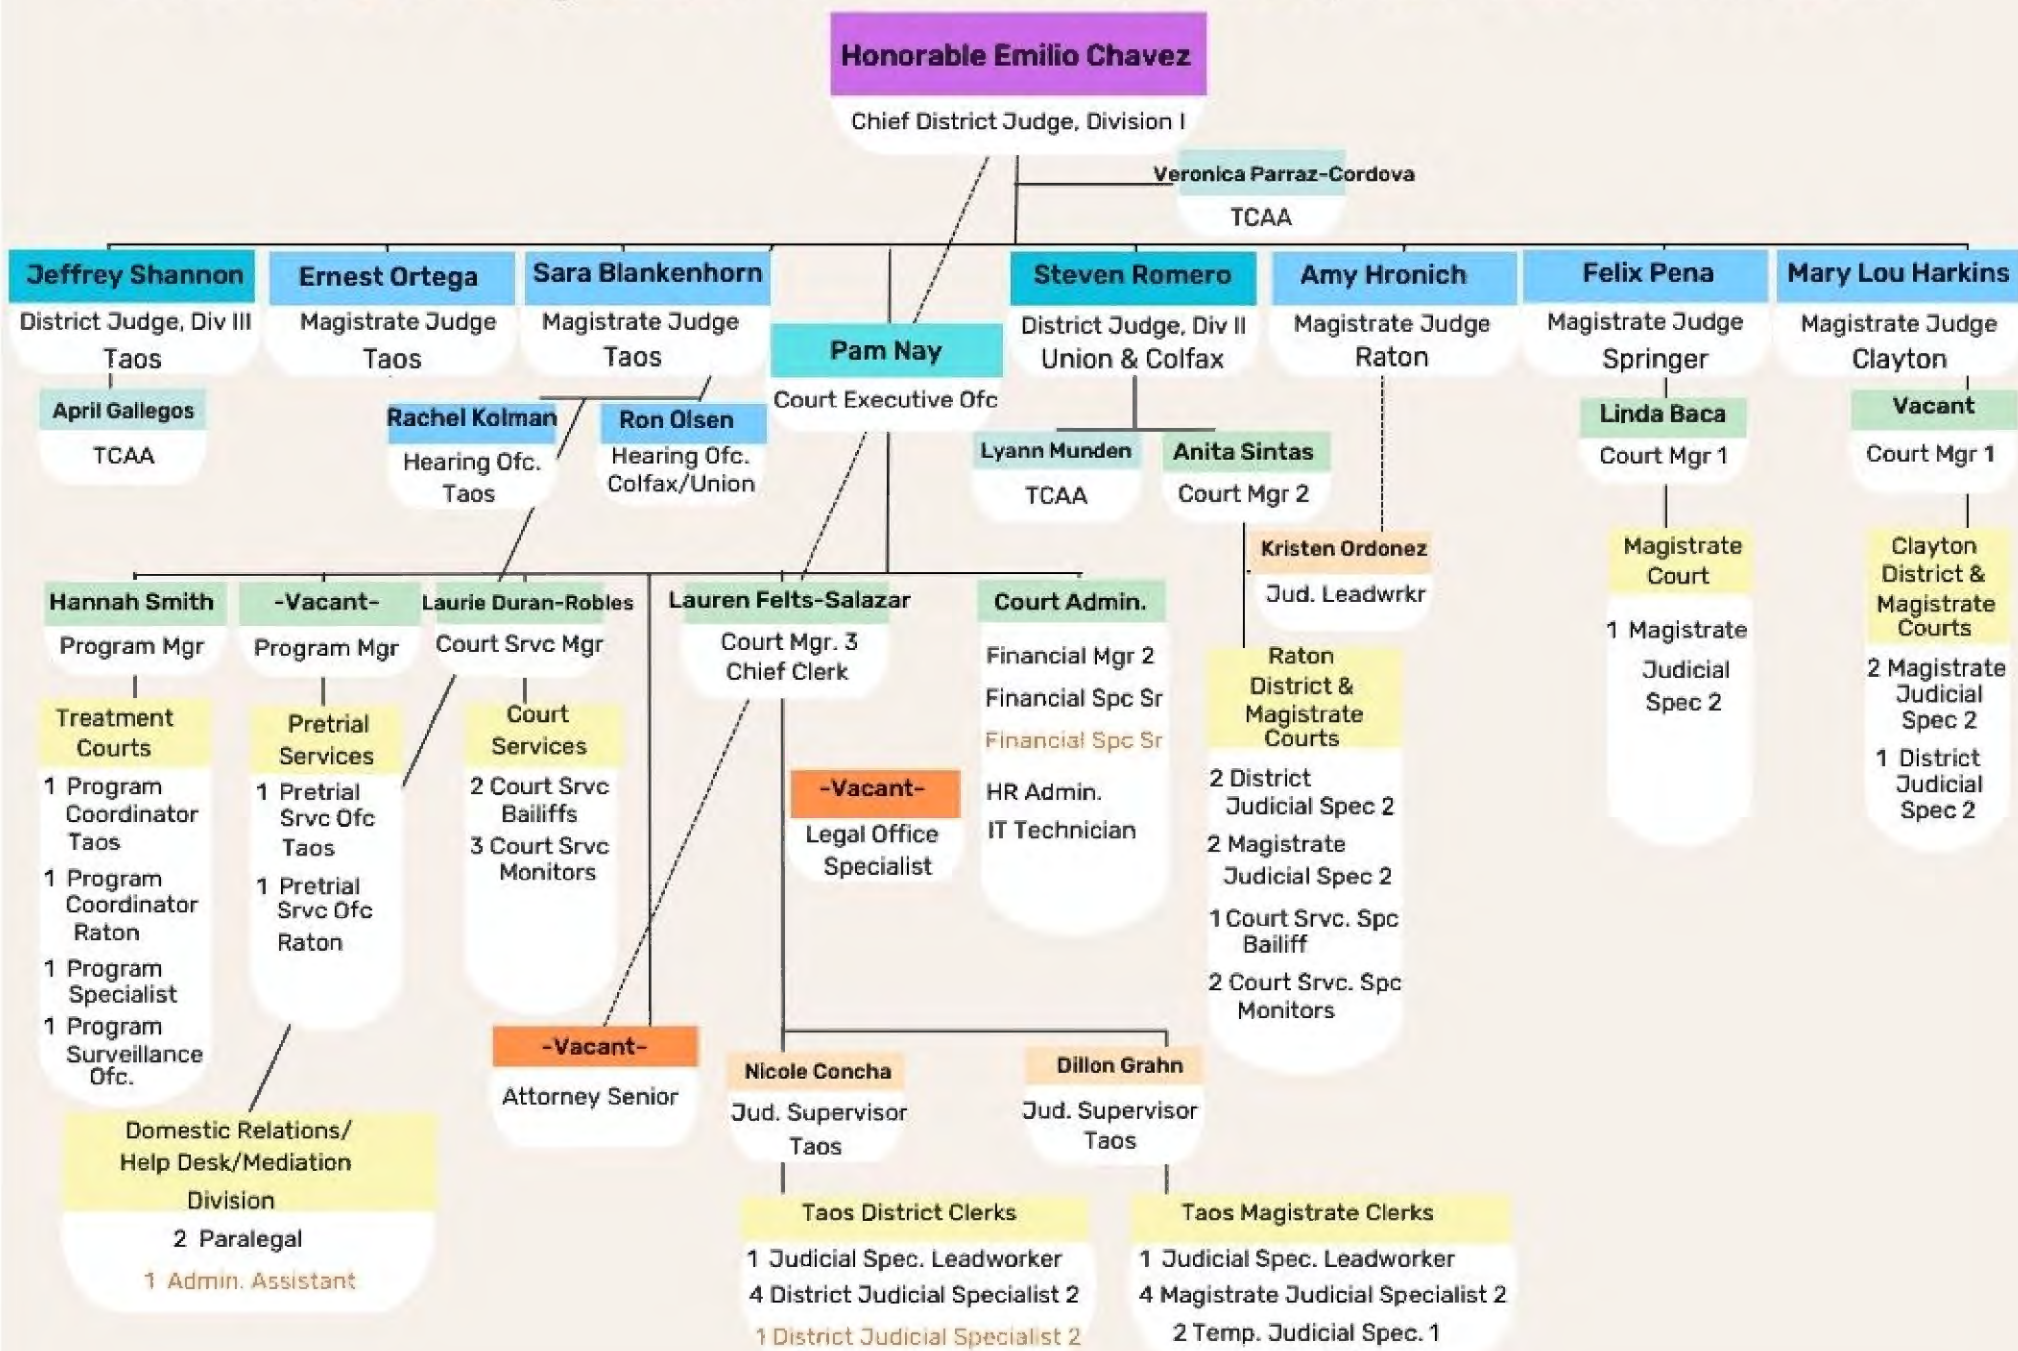 Honorable Emilio Chavez
Chief District Judge, Division I
Veronica Parraz-Cordova
TCAA
Jeffrey Shannon
District Judge, Div III
Taos
April Gallegos
TCAA
Ernest Ortega
Magistrate Judge
Taos
Sara Blankenhorn
Magistrate Judge
Taos
Rachel Kolman
Hearing Ofc.
Taos
Ron Olsen
Hearing Ofc.
Colfax/Union
Pam Nay
Court Executive Ofc
Steven Romero
District Judge, Div II
Union & Colfax
Lyann Munden
TCAA
Anita Sintas
Court Mgr 2
Amy Hronich
Magistrate Judge
Raton
Kristen Ordonez
Jud. Leadwrkr
Felix Pena
Magistrate Judge
Springer
Linda Baca
Court Mgr 1
Magistrate
Court
1 Magistrate
Judicial
Spec 2
Mary Lou Harkins
Magistrate Judge
Clayton
Vacant
Court Mgr 1
Clayton
District &
Magistrate
Courts
2 Magistrate
Judicial
Spec 2
1 District
Judicial
Spec 2
Hannah Smith
Program Mgr
Treatment
Courts
1 Program
Coordinator
Taos
1 Program
Coordinator
Raton
1 Program
Specialist
1 Program
Surveillance
Ofc.
-Vacant-
Program Mgr
Pretrial
Services
1 Pretrial
Srvc Ofc
Taos
1 Pretrial
Srvc Ofc
Raton
Laurie Duran-Robles
Court Srvc Mgr
Court
Services
2 Court Srvc
Bailiffs
3 Court Srvc
Monitors
Lauren Felts-Salazar
Court Mgr. 3
Chief Clerk
-Vacant-
Legal Office
Specialist
Court Admin.
Financial Mgr 2
Financial Spc Sr
Financial Spc Sr
HR Admin.
IT Technician
Raton
District &
Magistrate
Courts
2 District
Judicial Spec 2
2 Magistrate
Judicial Spec 2
1 Court Srvc. Spc
Bailiff
2 Court Srvc. Spc
Monitors
-Vacant-
Attorney Senior
Nicole Concha
Jud. Supervisor
Taos
Dillon Grahn
Jud. Supervisor
Taos
Domestic Relations/
Help Desk/Mediation
Division
2 Paralegal
1 Admin. Assistant
Taos District Clerks
1 Judicial Spec. Leadworker
4 District Judicial Specialist 2
1 District Judicial Specialist 2
Taos Magistrate Clerks
1 Judicial Spec. Leadworker
4 Magistrate Judicial Specialist 2
2 Temp. Judicial Spec. 1